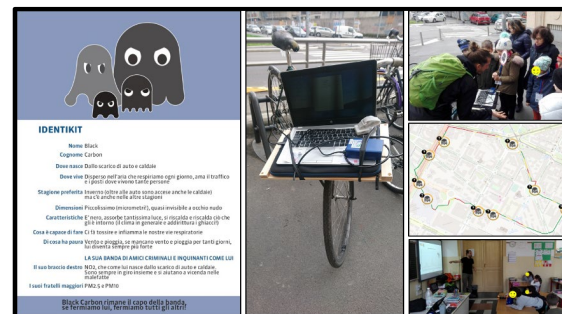 IDENTIKIT
Nome Black
Cognome Carbon
Dove nasce Dallo scarico di auto e caldaie
Dove vive Disperso nell'aria che respiriamo ogni giorno, ama il traffico
e i posti dove vivono tante persone
Stagione preferita Inverno (oltre alle auto sono accese anche le caldaie)
ma c'è anche nelle altre stagioni
Dimensioni Piccolissimo (micrometri!), quasi invisibile a occhio nudo
Caratteristiche E' nero, assorbe tantissima luce, si riscalda e riscalda ciò che
gli è intorno (il clima in generale e addirittura i ghiacci!)
Cosa è capace di fare Ci fa tossire e infiamma le nostre vie respiratorie
Di cosa ha paura Vento e pioggia, se mancano vento e pioggia per tanti giorni,
lui diventa sempre più forte
LA SUA BANDA DI AMICI CRIMINALI E INQUINANTI COME LUI
Il suo braccio destro NO2, che come lui nasce dallo scarico di auto e caldaie.
Sono sempre in giro insieme e si aiutano a vicenda nelle
malefatte
I suoi fratelli maggiori PM2.5 e PM10
Black Carbon rimane il capo della banda,
se fermiamo lui, fermiamo tutti gli altri!